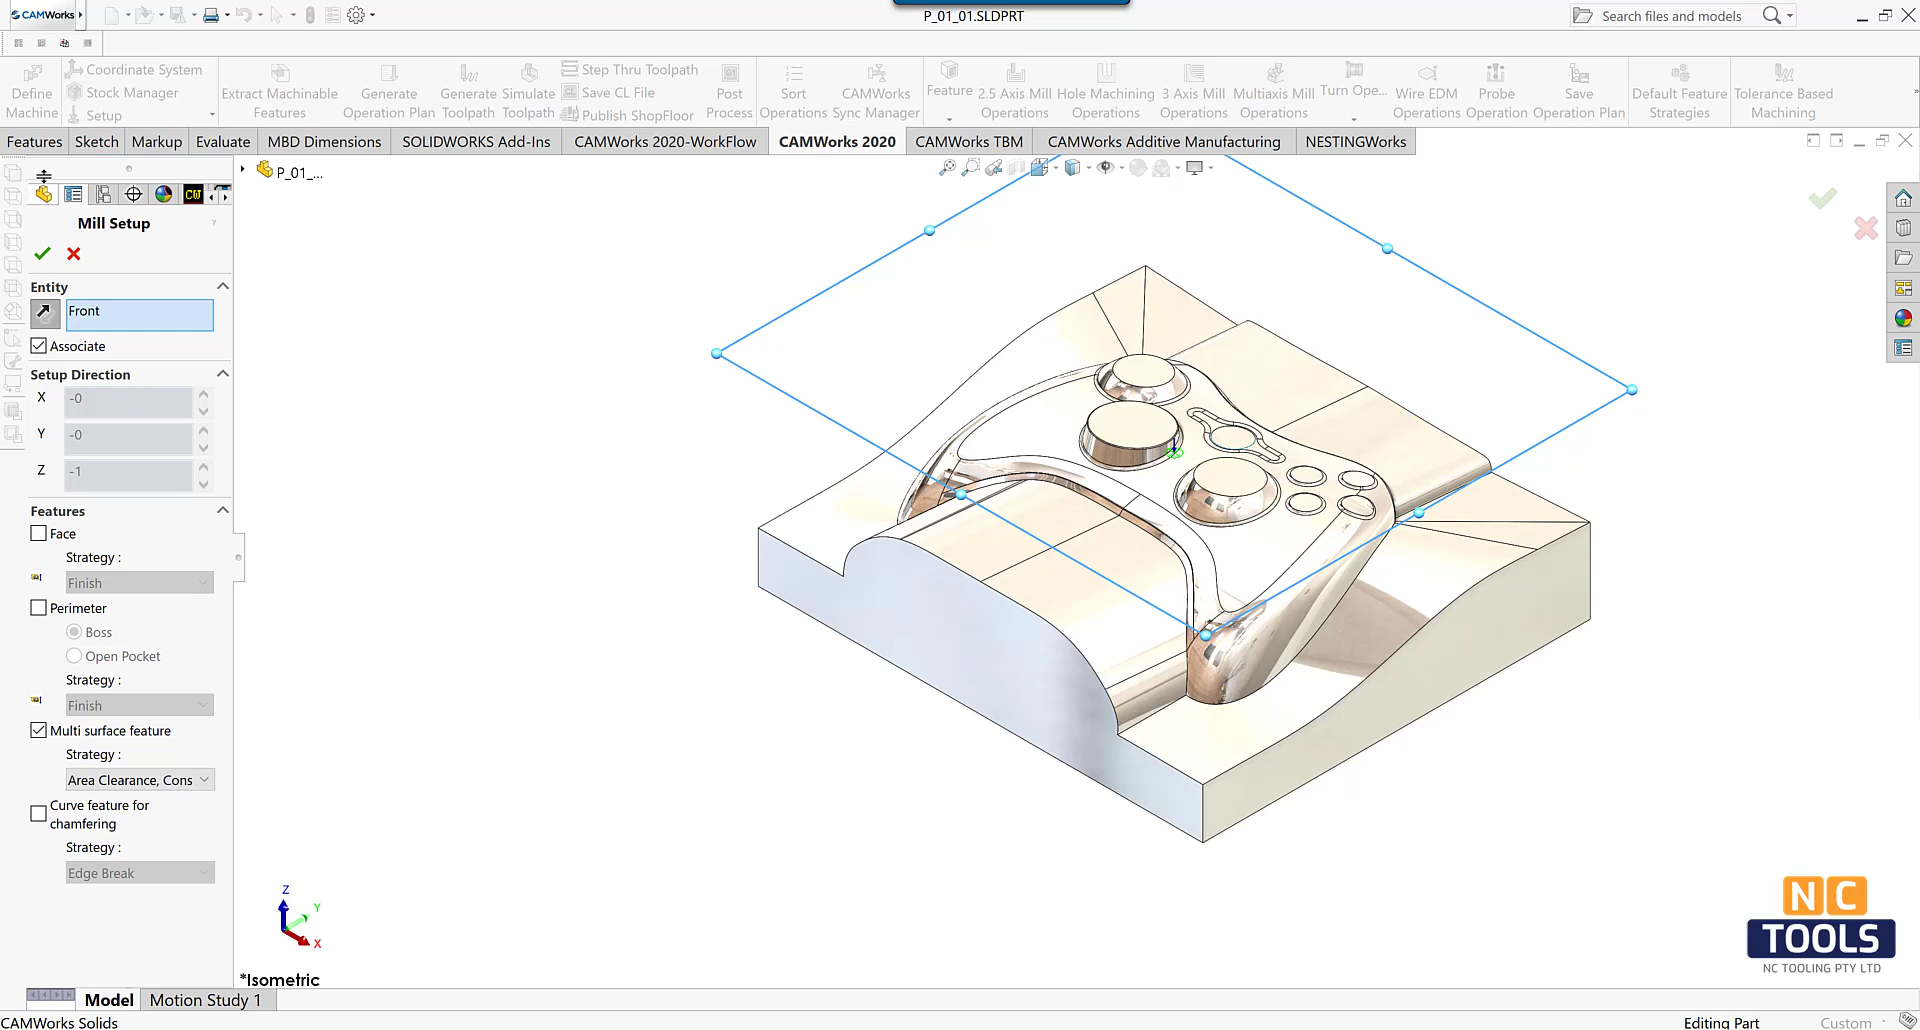 CAMWorks
P_01_01.SLDPRT
Search files and models
Define Machine
Coordinate System
Stock Manager
Setup
Extract Machinable Features
Generate Operation Plan
Generate Toolpath
Simulate Toolpath
Step Thru Toolpath
Save CL File
Publish ShopFloor
Post Process
Sort Operations
CAMWorks Sync Manager
Feature
2.5 Axis Mill Operations
Hole Machining Operations
3 Axis Mill Operations
Multiaxis Mill Operations
Turn Ope...
Wire EDM Operations
Probe Operations
Save Operation Plan
Default Feature Strategies
Tolerance Based Machining
Features
Sketch
Markup
Evaluate
MBD Dimensions
SOLIDWORKS Add-Ins
CAMWorks 2020-WorkFlow
CAMWorks 2020
CAMWorks TBM
CAMWorks Additive Manufacturing
NESTINGWorks
P_01_...
CW
Mill Setup
?
Entity
Front
Associate
Setup Direction
X
-0
Y
-0
Z
-1
Features
Face
Strategy :
Finish
Perimeter
Boss
Open Pocket
Strategy :
Finish
Multi surface feature
Strategy :
Area Clearance, Cons
Curve feature for
chamfering
Strategy :
Edge Break
Z
Y
X
*Isometric
NC
TOOLS
NC TOOLING PTY LTD
Model
Motion Study 1
CAMWorks Solids
Editing Part
Custom